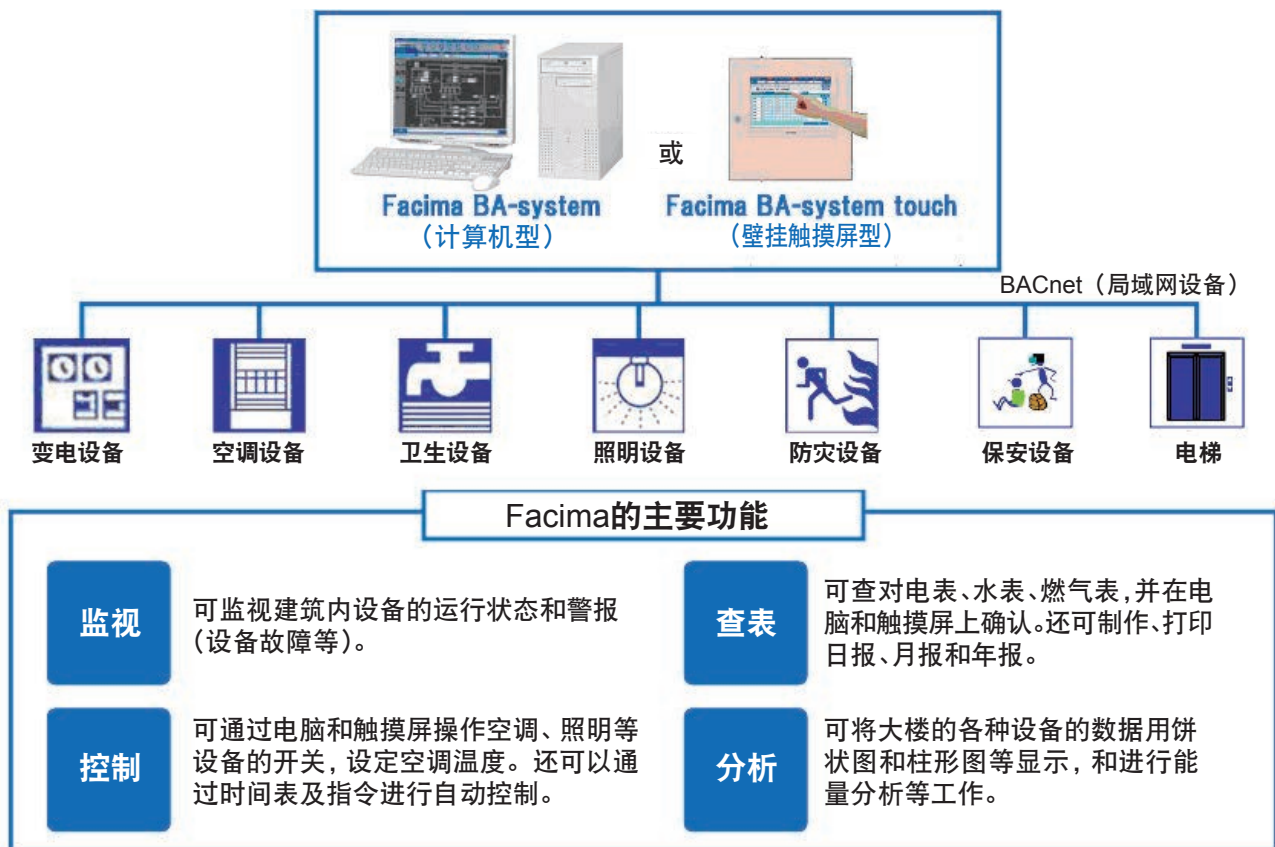 或
Facima BA-system
（计算机型）
Facima BA-system touch
（壁挂触摸屏型）
BACnet（局域网设备）
变电设备
空调设备
卫生设备
照明设备
防灾设备
保安设备
电梯
Facima的主要功能
监视
可监视建筑内设备的运行状态和警报
（设备故障等）。
查表
可查对电表、水表、燃气表,并在电
脑和触摸屏上确认。还可制作、打印
日报、月报和年报。
控制
可通过电脑和触摸屏操作空调、照明等
设备的开关, 设定空调温度。还可以通
过时间表及指令进行自动控制。
分析
可将大楼的各种设备的数据用饼
状图和柱形图等显示, 和进行能
量分析等工作。